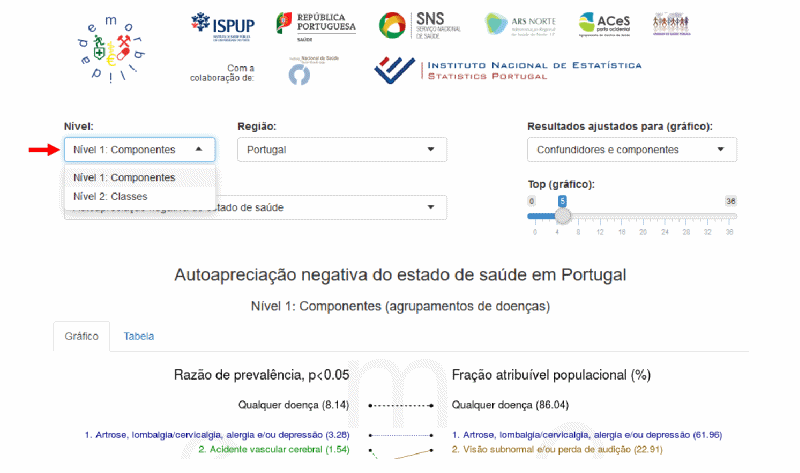 demorbilidade
ISPUP
REPÚBLICA
PORTUGUESA
SAÚDE
SNS
SERVIÇO NACIONAL
DE SAÚDE
ARS NORTE
ACeS
porto ocidental
Com a
colaboração de:
INSTITUTO NACIONAL DE ESTATÍSTICA
STATISTICS PORTUGAL
Nível:
Região:
Resultados ajustados para (gráfico):
Nível 1: Componentes
Portugal
Confundidores e componentes
Nível 1: Componentes
Nível 2: Classes
Top (gráfico):
0 5 36
Autoapreciação negativa do estado de saúde
0 4 8 12 16 20 24 28 32 36
Autoapreciação negativa do estado de saúde em Portugal
Nível 1: Componentes (agrupamentos de doenças)
Gráfico
Tabela
Razão de prevalência, p<0.05
Fração atribuível populacional (%)
Qualquer doença (8.14)
Qualquer doença (86.04)
1. Artrose, lombalgia/cervicalgia, alergia e/ou depressão (3.28)
1. Artrose, lombalgia/cervicalgia, alergia e/ou depressão (61.96)
2. Acidente vascular cerebral (1.54)
2. Visão subnormal e/ou perda de audição (22.91)